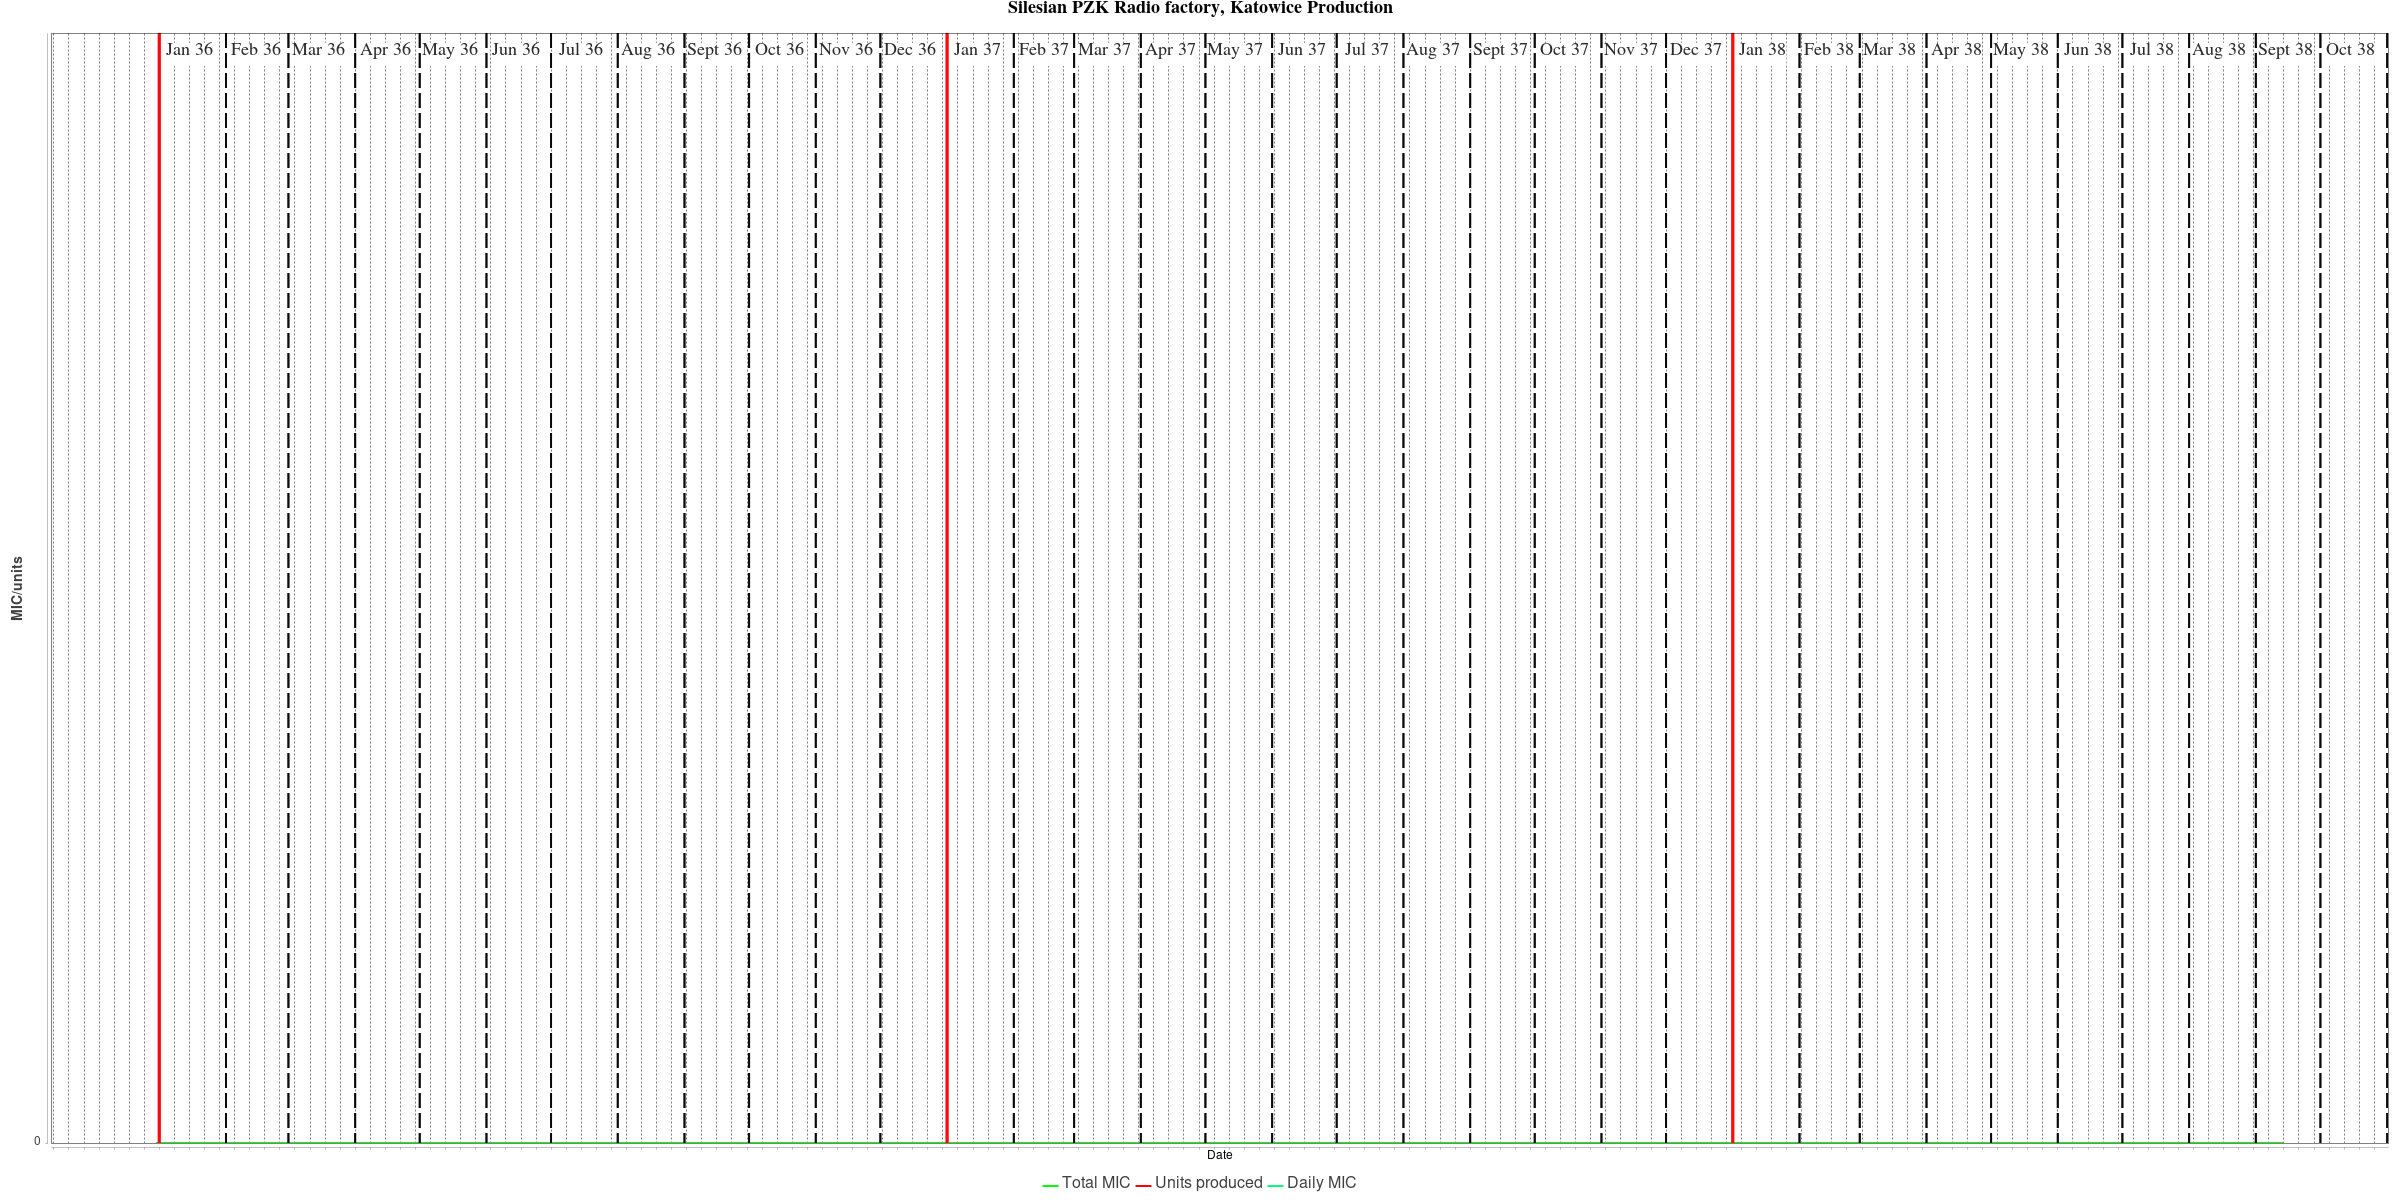 Silesian PZK Radio factory, Katowice Production
Jan 36 Feb 36 Mar 36 Apr 36 May 36 Jun 36 Jul 36 Aug 36 Sept 36 Oct 36 Nov 36 Dec 36 Jan 37 Feb 37 Mar 37 Apr 37 May 37 Jun 37 Jul 37 Aug 37 Sept 37 Oct 37 Nov 37 Dec 37 Jan 38 Feb 38 Mar 38 Apr 38 May 38 Jun 38 Jul 38 Aug 38 Sept 38 Oct 38
MIC/units
0
Date
Total MIC Units produced Daily MIC